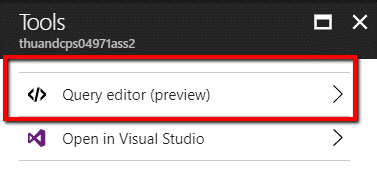 Tools
thuandcps04971ass2
Query editor (preview)
Open in Visual Studio